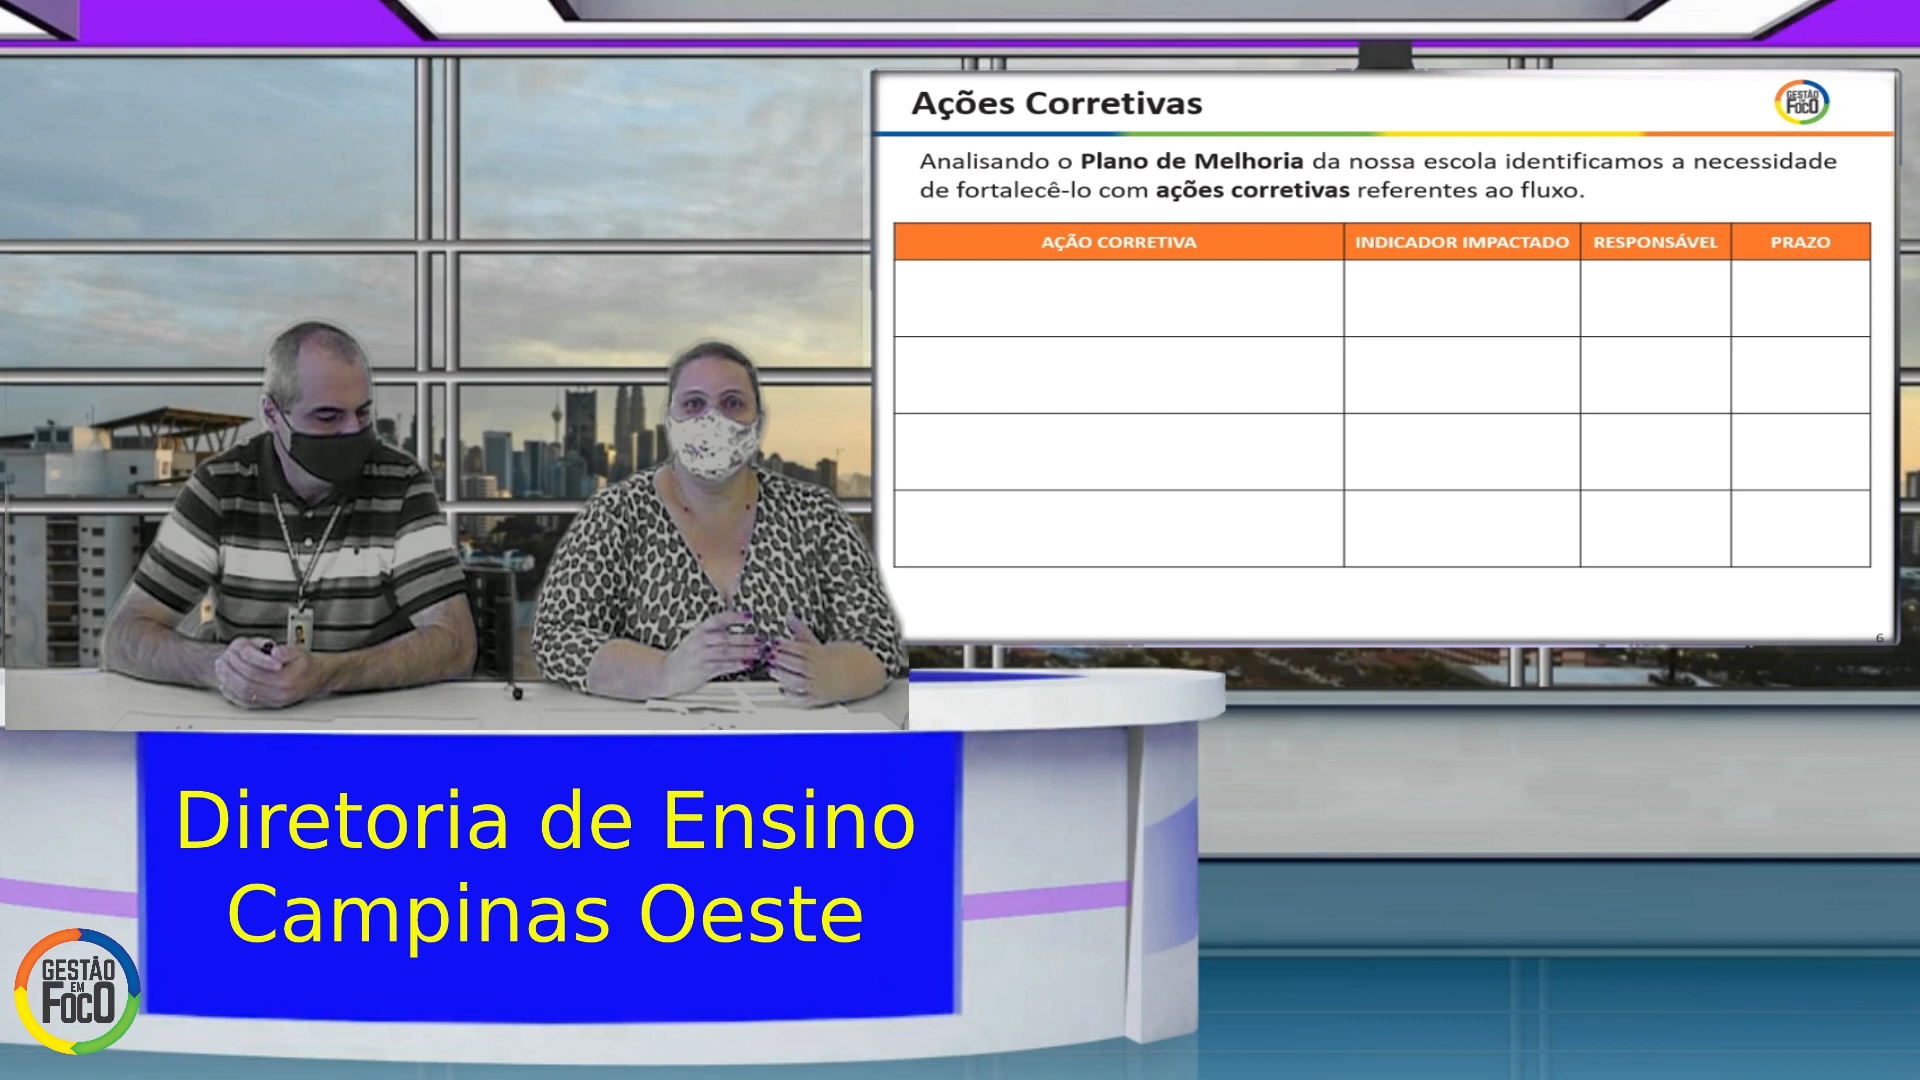 Ações Corretivas
GESTÃO
EM
FOCO
Analisando o Plano de Melhoria da nossa escola identificamos a necessidade
de fortalecê-lo com ações corretivas referentes ao fluxo.
AÇÃO CORRETIVA INDICADOR IMPACTADO RESPONSÁVEL PRAZO
6
Diretoria de Ensino
Campinas Oeste
GESTÃO
EM
FOCO